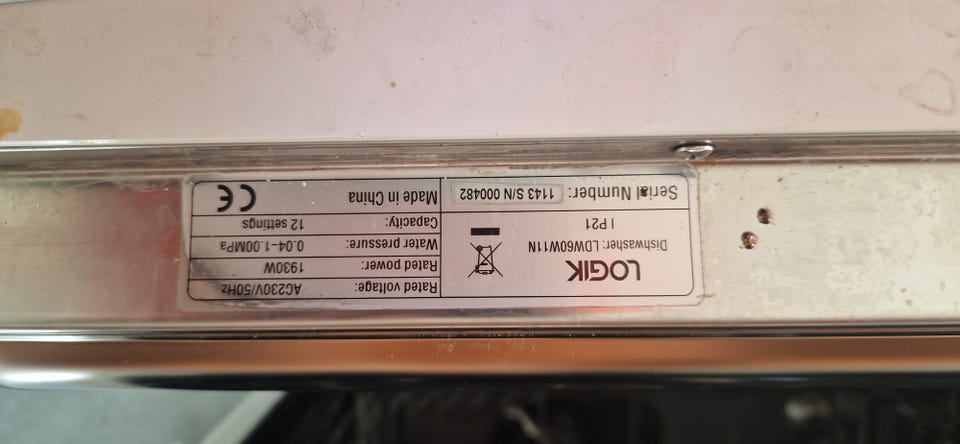 LOGIK
Dishwasher: LDW60W11N
I P21
Serial Number: 1143 S/N 000482
Rated voltage: AC230V/50Hz
Rated power: 1930W
Water pressure: 0.04-1.00MPa
Capacity: 12 settings
Made in China CE